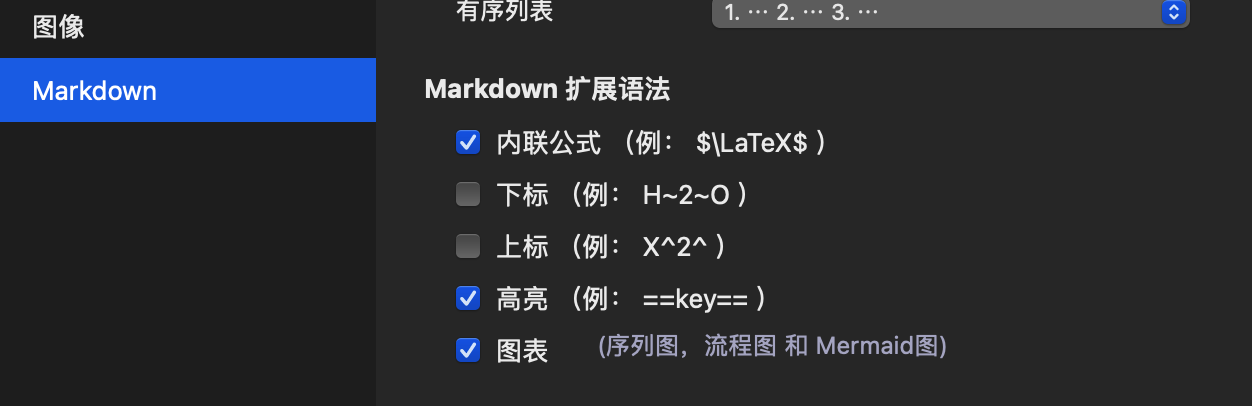 图像
Markdown
有序列表
1. ··· 2. ··· 3. ···
Markdown 扩展语法
内联公式 （例： $\LaTeX$ ）
下标 （例： H~2~O ）
上标 （例： X^2^ ）
高亮 （例： ==key== ）
图表 (序列图，流程图 和 Mermaid图)